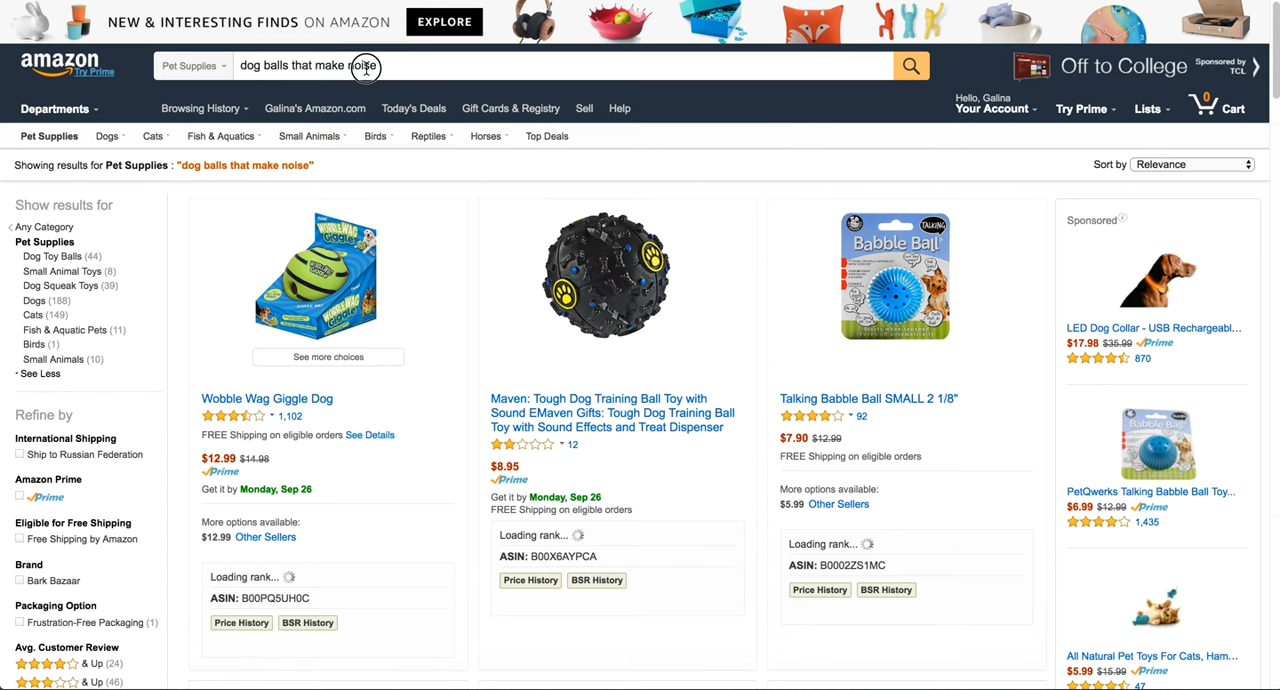 NEW & INTERESTING FINDS ON AMAZON EXPLORE
amazon
Try Prime
Pet Supplies
dog balls that make noise
Off to College
Sponsored by
TCL
Departments
Browsing History
Galina's Amazon.com
Today's Deals
Gift Cards & Registry
Sell
Help
Hello, Galina
Your Account
Try Prime
Lists
0
Cart
Pet Supplies
Dogs
Cats
Fish & Aquatics
Small Animals
Birds
Reptiles
Horses
Top Deals
Showing results for Pet Supplies : "dog balls that make noise"
Sort by Relevance
Show results for
Any Category
Pet Supplies
Dog Toy Balls (44)
Small Animal Toys (8)
Dog Squeak Toys (39)
Dogs (188)
Cats (149)
Fish & Aquatic Pets (11)
Birds (1)
Small Animals (10)
- See Less
Refine by
International Shipping
Ship to Russian Federation
Amazon Prime
Prime
Eligible for Free Shipping
Free Shipping by Amazon
Brand
Bark Bazaar
Packaging Option
Frustration-Free Packaging (1)
Avg. Customer Review
& Up (24)
& Up (46)
WOBBLE WAG
Giggle
See more choices
Wobble Wag Giggle Dog
1,102
FREE Shipping on eligible orders See Details
$12.99 $14.98
Prime
Get it by Monday, Sep 26
More options available:
$12.99 Other Sellers
Loading rank...
ASIN: B00PQ5UH0C
Price History
BSR History
Maven: Tough Dog Training Ball Toy with
Sound EMaven Gifts: Tough Dog Training Ball
Toy with Sound Effects and Treat Dispenser
12
$8.95
Prime
Get it by Monday, Sep 26
FREE Shipping on eligible orders
Loading rank...
ASIN: B00X6AYPCA
Price History
BSR History
TALKING
Babble Ball
Talking Babble Ball SMALL 2 1/8"
92
$7.90 $12.99
FREE Shipping on eligible orders
More options available:
$5.99 Other Sellers
Loading rank...
ASIN: B0002ZS1MC
Price History
BSR History
Sponsored
LED Dog Collar - USB Rechargeabl...
$17.98 $35.99 Prime
870
Babble Ball
PetQwerks Talking Babble Ball Toy...
$6.99 $12.99 Prime
1,435
All Natural Pet Toys For Cats, Ham...
$5.99 $15.99 Prime
47